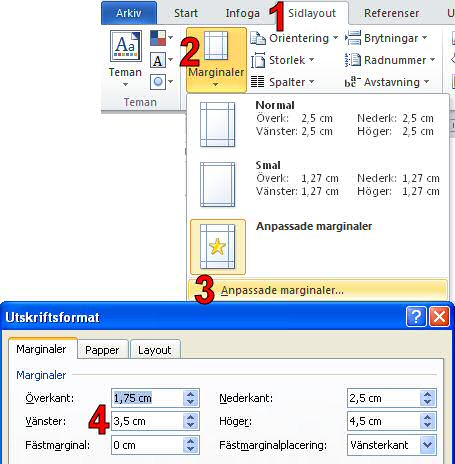 Arkiv Start Infoga 1 Sidlayout Referenser U
2
Aa Teman Marginaler Orientering Brytningar
A Storlek Radnummer
Spalter Avstavning
Teman
Normal
Överk: 2,5 cm Nederk: 2,5 cm
Vänster: 2,5 cm Höger: 2,5 cm
Smal
Överk: 1,27 cm Nederk: 1,27 cm
Vänster: 1,27 cm Höger: 1,27 cm
Anpassade marginaler
3 Anpassade marginaler...
Utskriftsformat
Marginaler Papper Layout
Marginaler
Överkant: 1,75 cm Nederkant: 2,5 cm
4 Vänster: 3,5 cm Höger: 4,5 cm
Fästmarginal: 0 cm Fästmarginalplacering: Vänsterkant